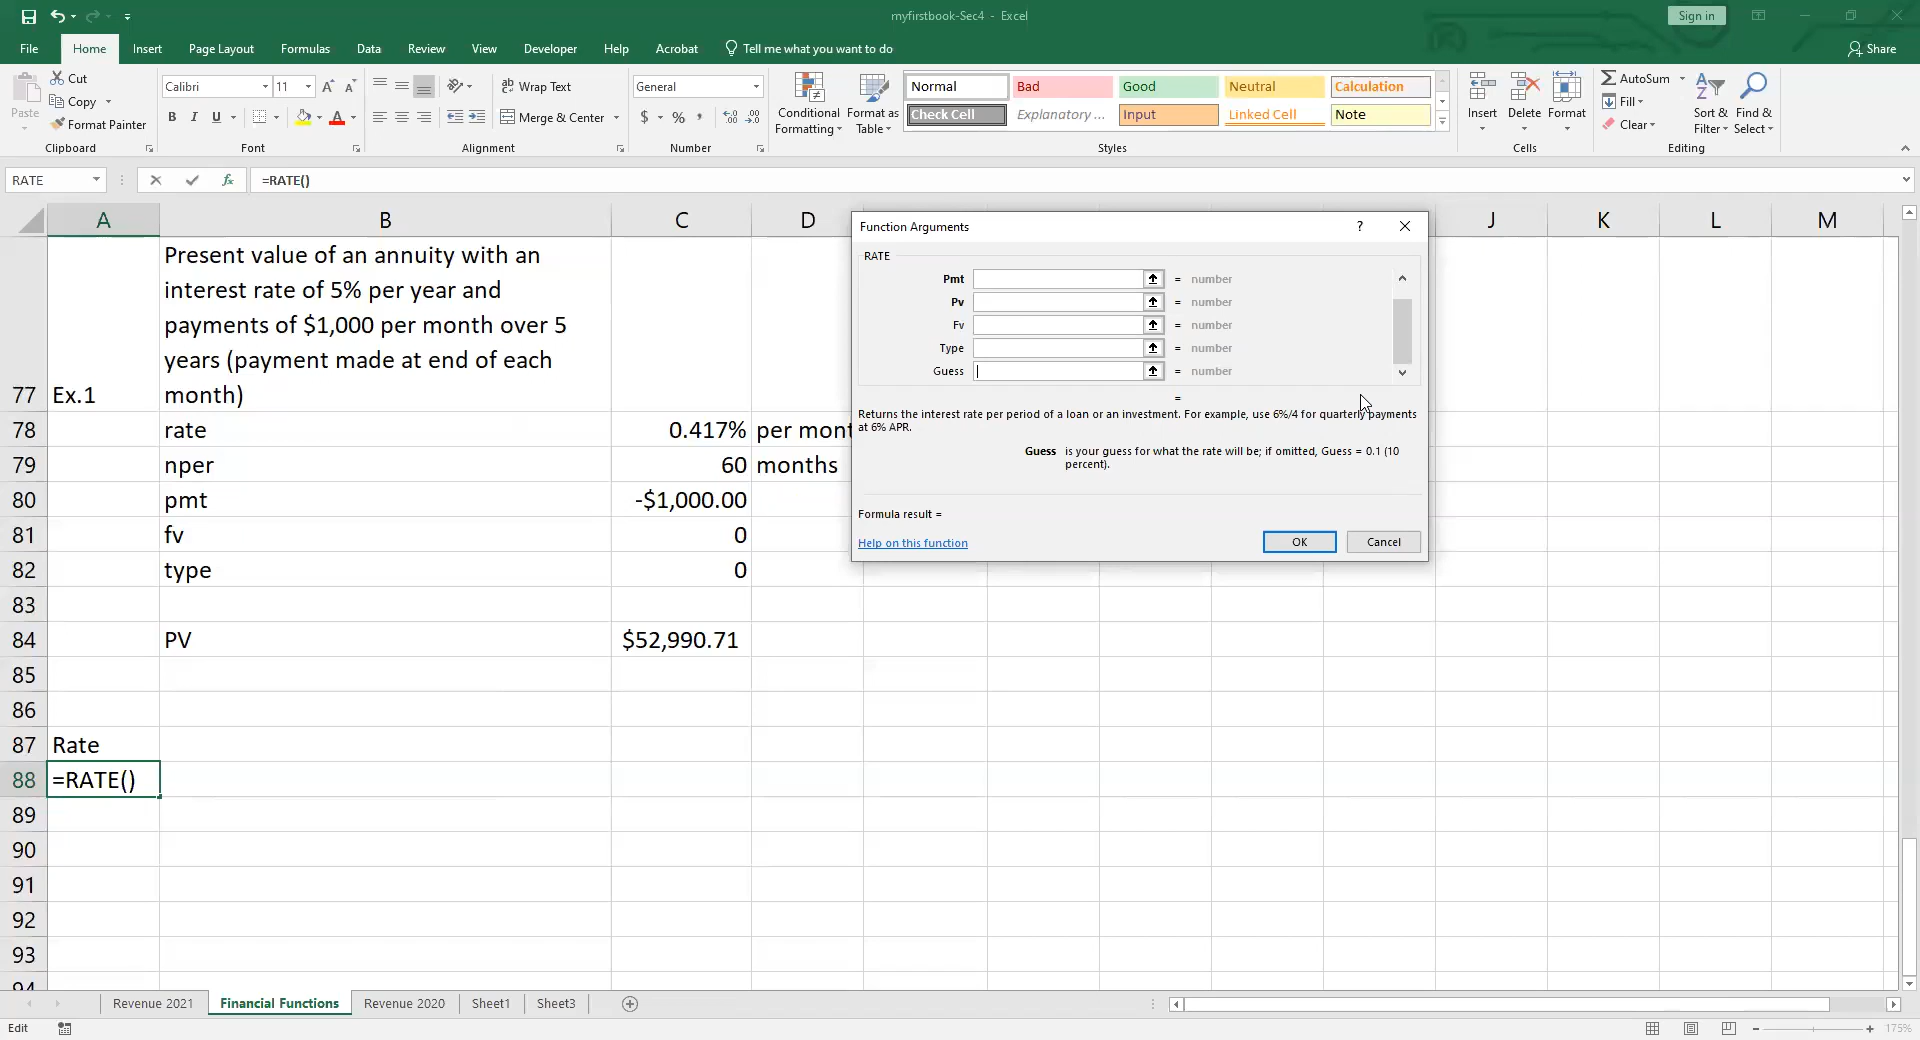 myfirstbook-Sec4 - Excel
Sign in
File Home Insert Page Layout Formulas Data Review View Developer Help Acrobat Tell me what you want to do Share
Paste
Cut
Copy
Format Painter
Clipboard
Calibri 11
B I U
Font
Wrap Text
Merge & Center
Alignment
General
$ % ,
Number
Conditional Formatting
Format as Table
Normal Bad Good Neutral Calculation
Check Cell Explanatory ... Input Linked Cell Note
Styles
Insert Delete Format
Cells
AutoSum
Fill
Clear
Sort & Filter
Find & Select
Editing
RATE fx =RATE()
A B C D J K L M
Present value of an annuity with an
interest rate of 5% per year and
payments of $1,000 per month over 5
years (payment made at end of each
77 Ex.1 month)
78 rate 0.417% per mont
79 nper 60 months
80 pmt -$1,000.00
81 fv 0
82 type 0
83
84 PV $52,990.71
85
86
87 Rate
88 =RATE()
89
90
91
92
93
94
Function Arguments ?
RATE
Pmt = number
Pv = number
Fv = number
Type = number
Guess = number
=
Returns the interest rate per period of a loan or an investment. For example, use 6%/4 for quarterly payments
at 6% APR.
Guess is your guess for what the rate will be; if omitted, Guess = 0.1 (10
percent).
Formula result =
Help on this function OK Cancel
Revenue 2021 Financial Functions Revenue 2020 Sheet1 Sheet3
Edit 175%